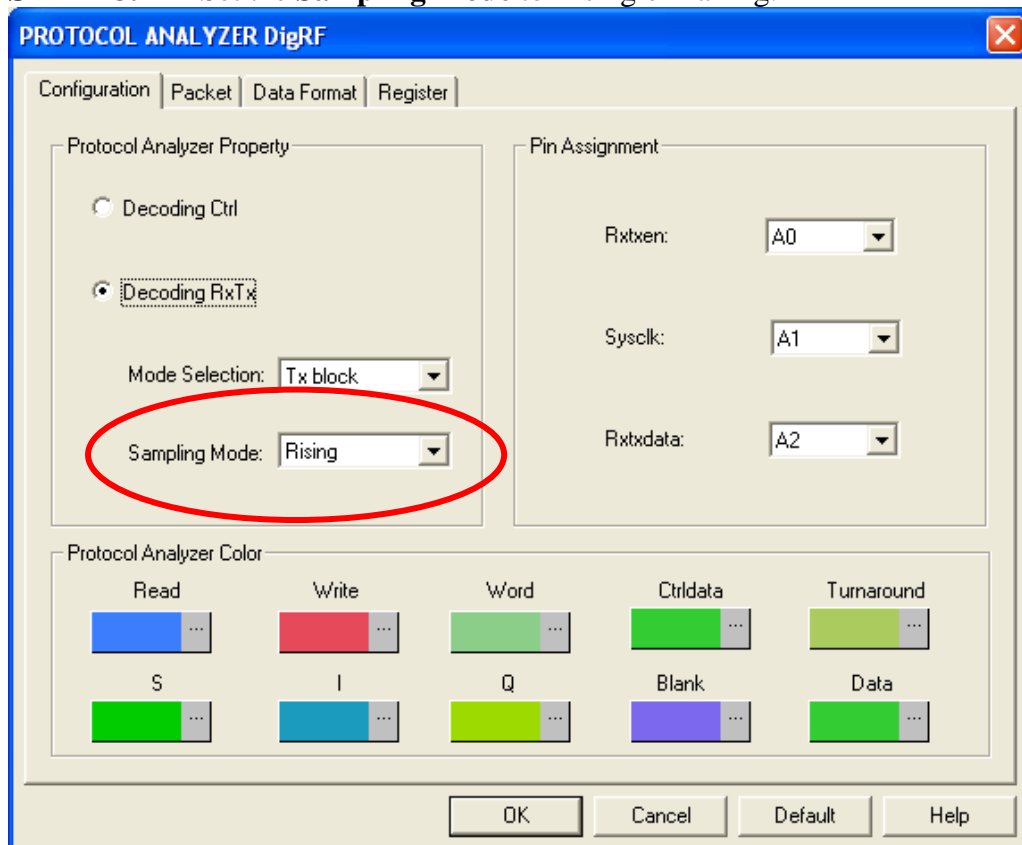 PROTOCOL ANALYZER DigRF
Configuration Packet Data Format Register
Protocol Analyzer Property
Decoding Ctrl
Decoding RxTx
Mode Selection: Tx block
Sampling Mode: Rising
Pin Assignment
Rxtxen: A0
Sysclk: A1
Rxtxdata: A2
Protocol Analyzer Color
Read Write Word Ctrldata Turnaround
... ... ... ... ...
S I Q Blank Data
... ... ... ... ...
OK Cancel Default Help